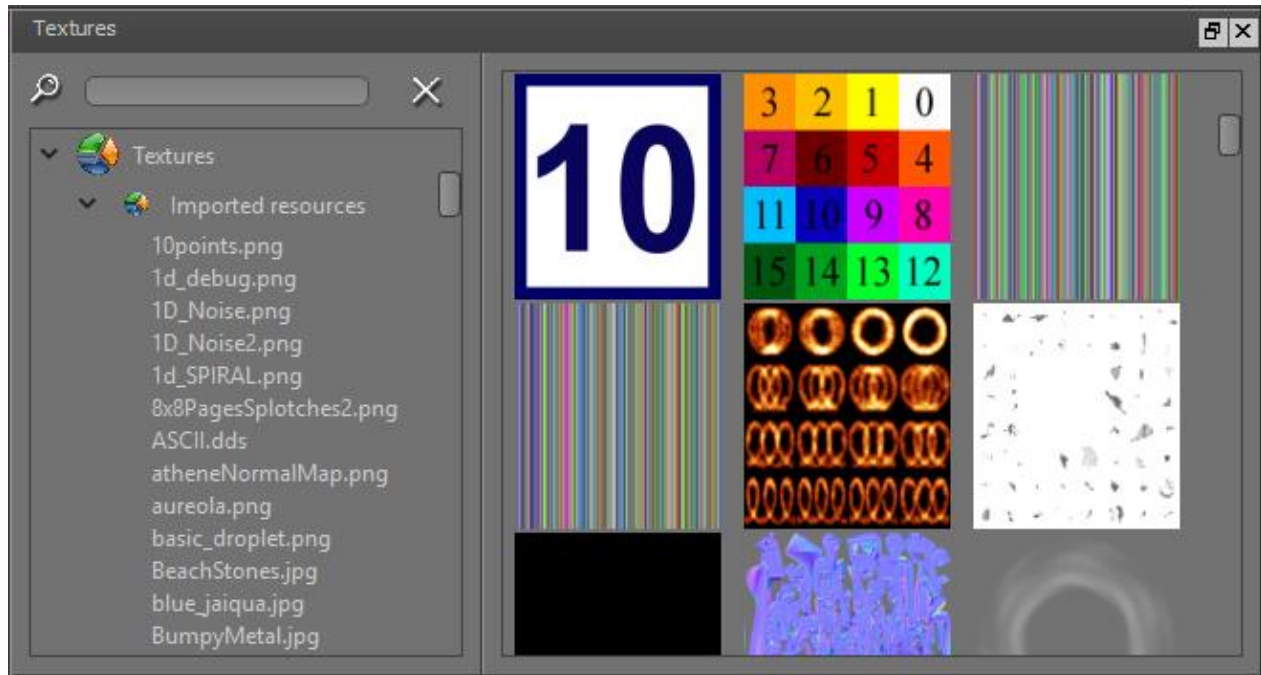 Textures
Textures
Imported resources
10points.png
1d_debug.png
1D_Noise.png
1D_Noise2.png
1d_SPIRAL.png
8x8PagesSplotches2.png
ASCII.dds
atheneNormalMap.png
aureola.png
basic_droplet.png
BeachStones.jpg
blue_jaiqua.jpg
BumpyMetal.jpg
10
3 2 1 0
7 6 5 4
11 10 9 8
15 14 13 12